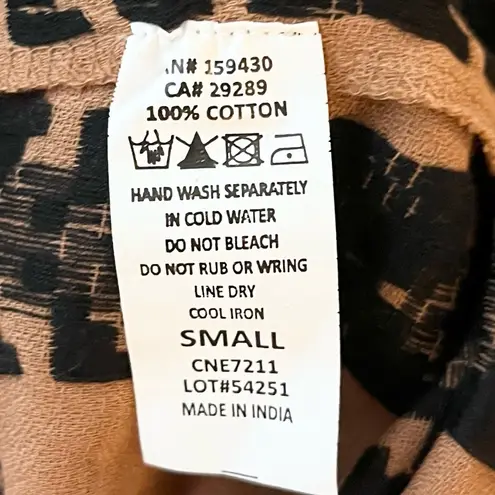 RN# 159430
CA# 29289
100% COTTON
HAND WASH SEPARATELY
IN COLD WATER
DO NOT BLEACH
DO NOT RUB OR WRING
LINE DRY
COOL IRON
SMALL
CNE7211
LOT#54251
MADE IN INDIA